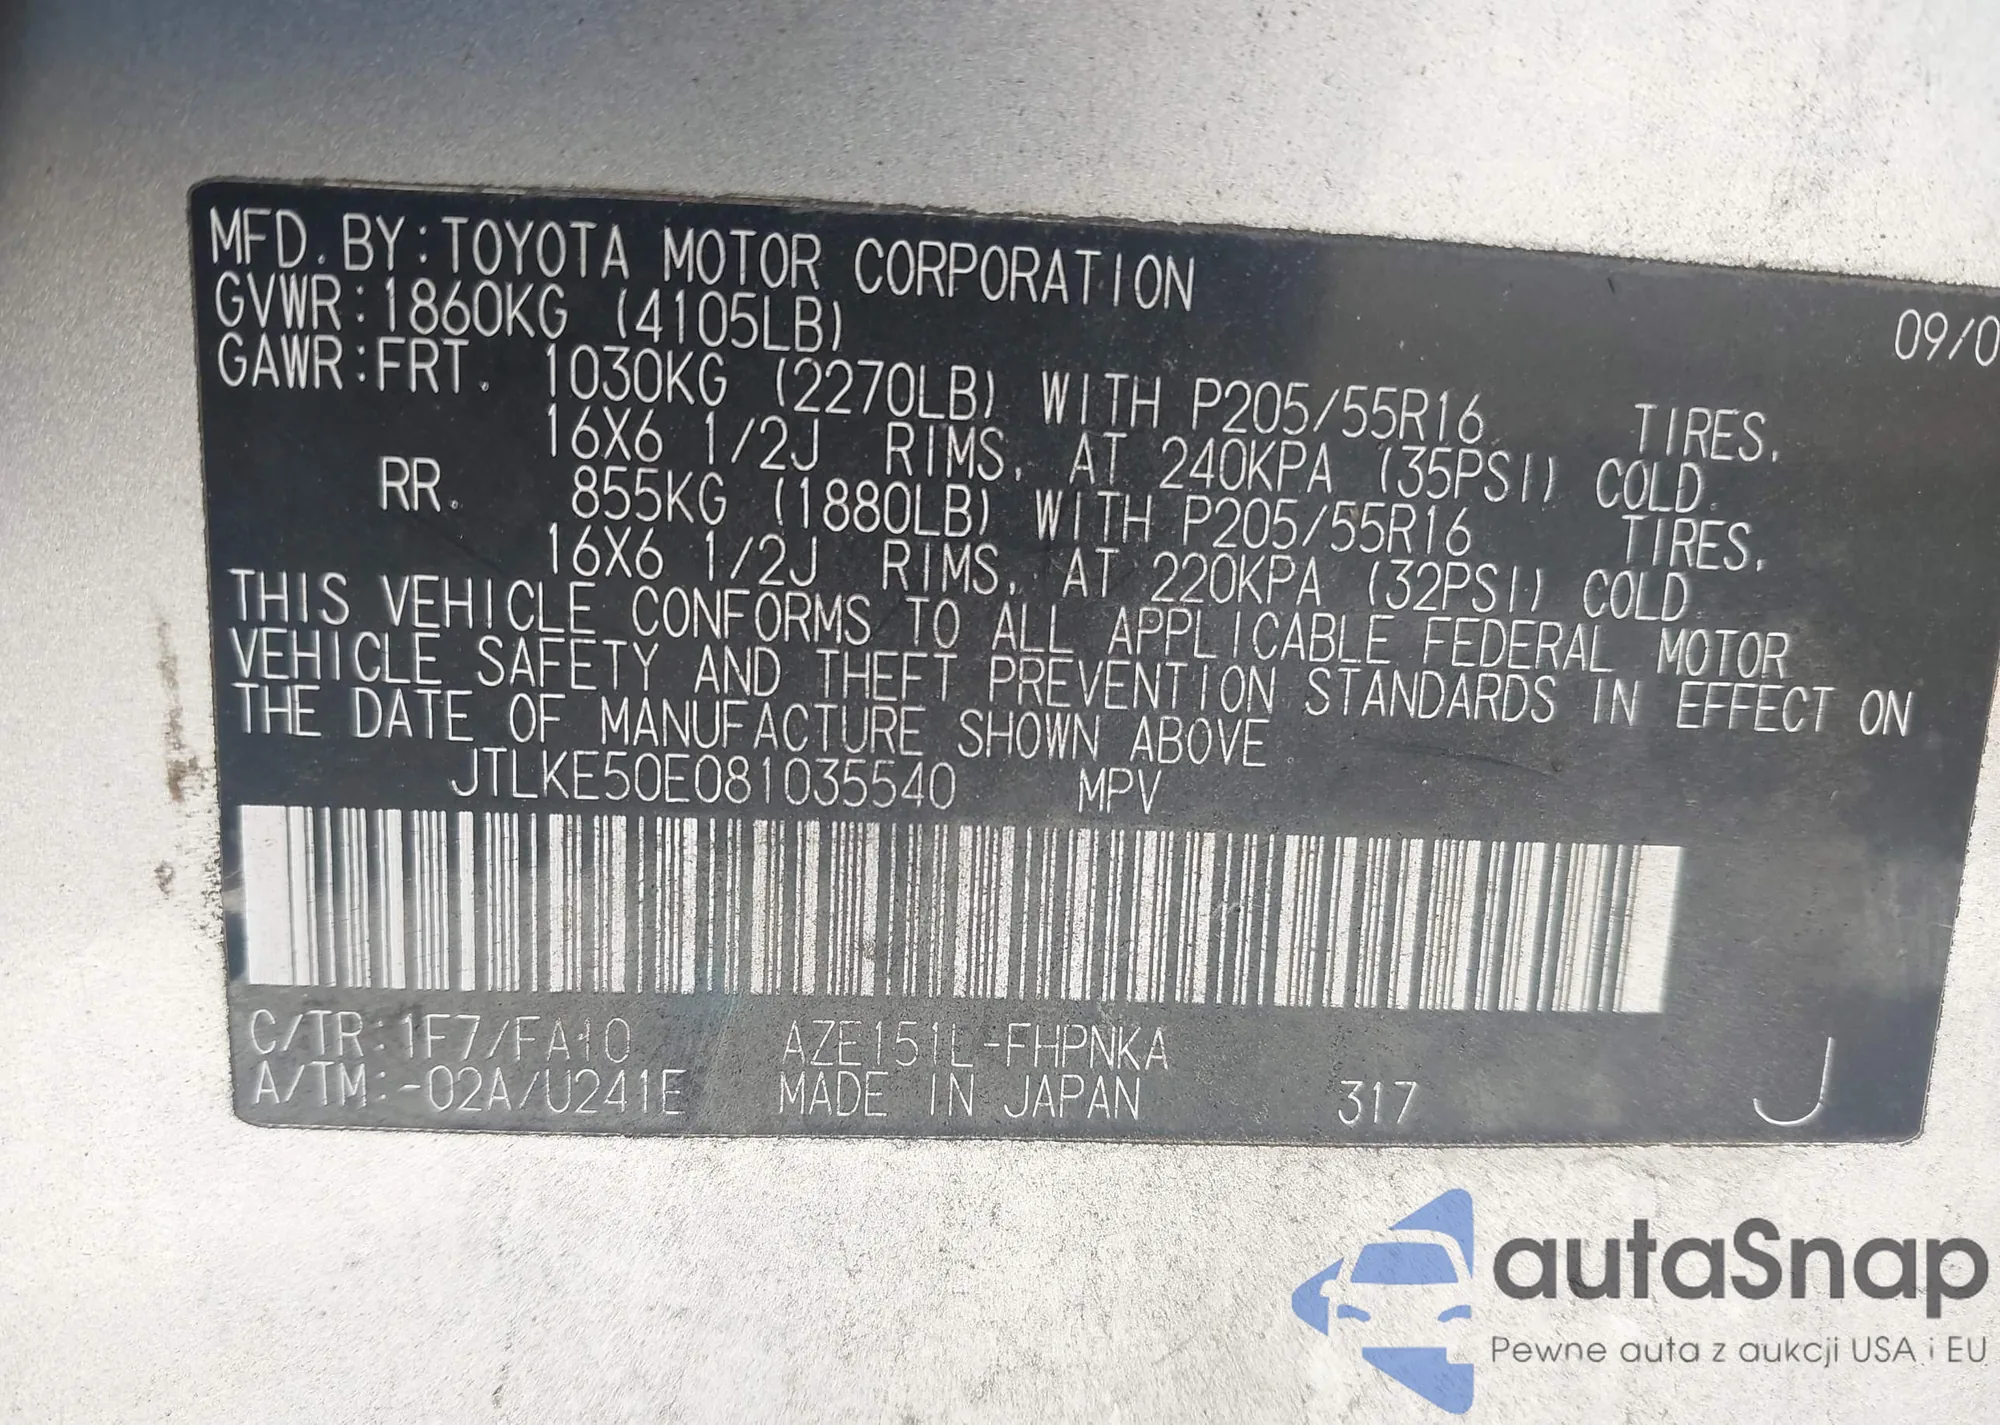 MFD. BY: TOYOTA MOTOR CORPORATION 09/0
GVWR: 1860KG (4105LB)
GAWR: FRT. 1030KG (2270LB) WITH P205/55R16 TIRES,
16X6 1/2J RIMS, AT 240KPA (35PSI) COLD.
RR. 855KG (1880LB) WITH P205/55R16 TIRES,
16X6 1/2J RIMS, AT 220KPA (32PSI) COLD
THIS VEHICLE CONFORMS TO ALL APPLICABLE FEDERAL MOTOR
VEHICLE SAFETY AND THEFT PREVENTION STANDARDS IN EFFECT ON
THE DATE OF MANUFACTURE SHOWN ABOVE
JTLKE50E081035540 MPV
C/TR: 1F7/FA10 AZE151L-FHPNKA
A/TM: -02A/U241E MADE IN JAPAN 317 J
autaSnap
Pewne auta z aukcji USA i EU